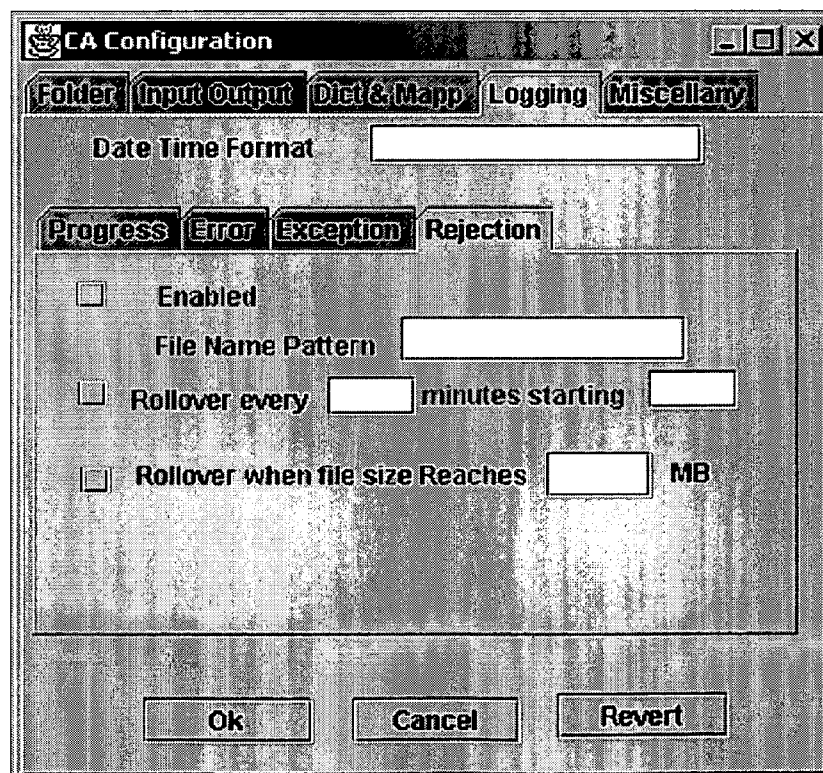 CA Configuration
Folder Input Output Dict & Mapp Logging Miscellany
Date Time Format
Progress Error Exception Rejection
Enabled
File Name Pattern
Rollover every minutes starting
Rollover when file size Reaches MB
Ok Cancel Revert